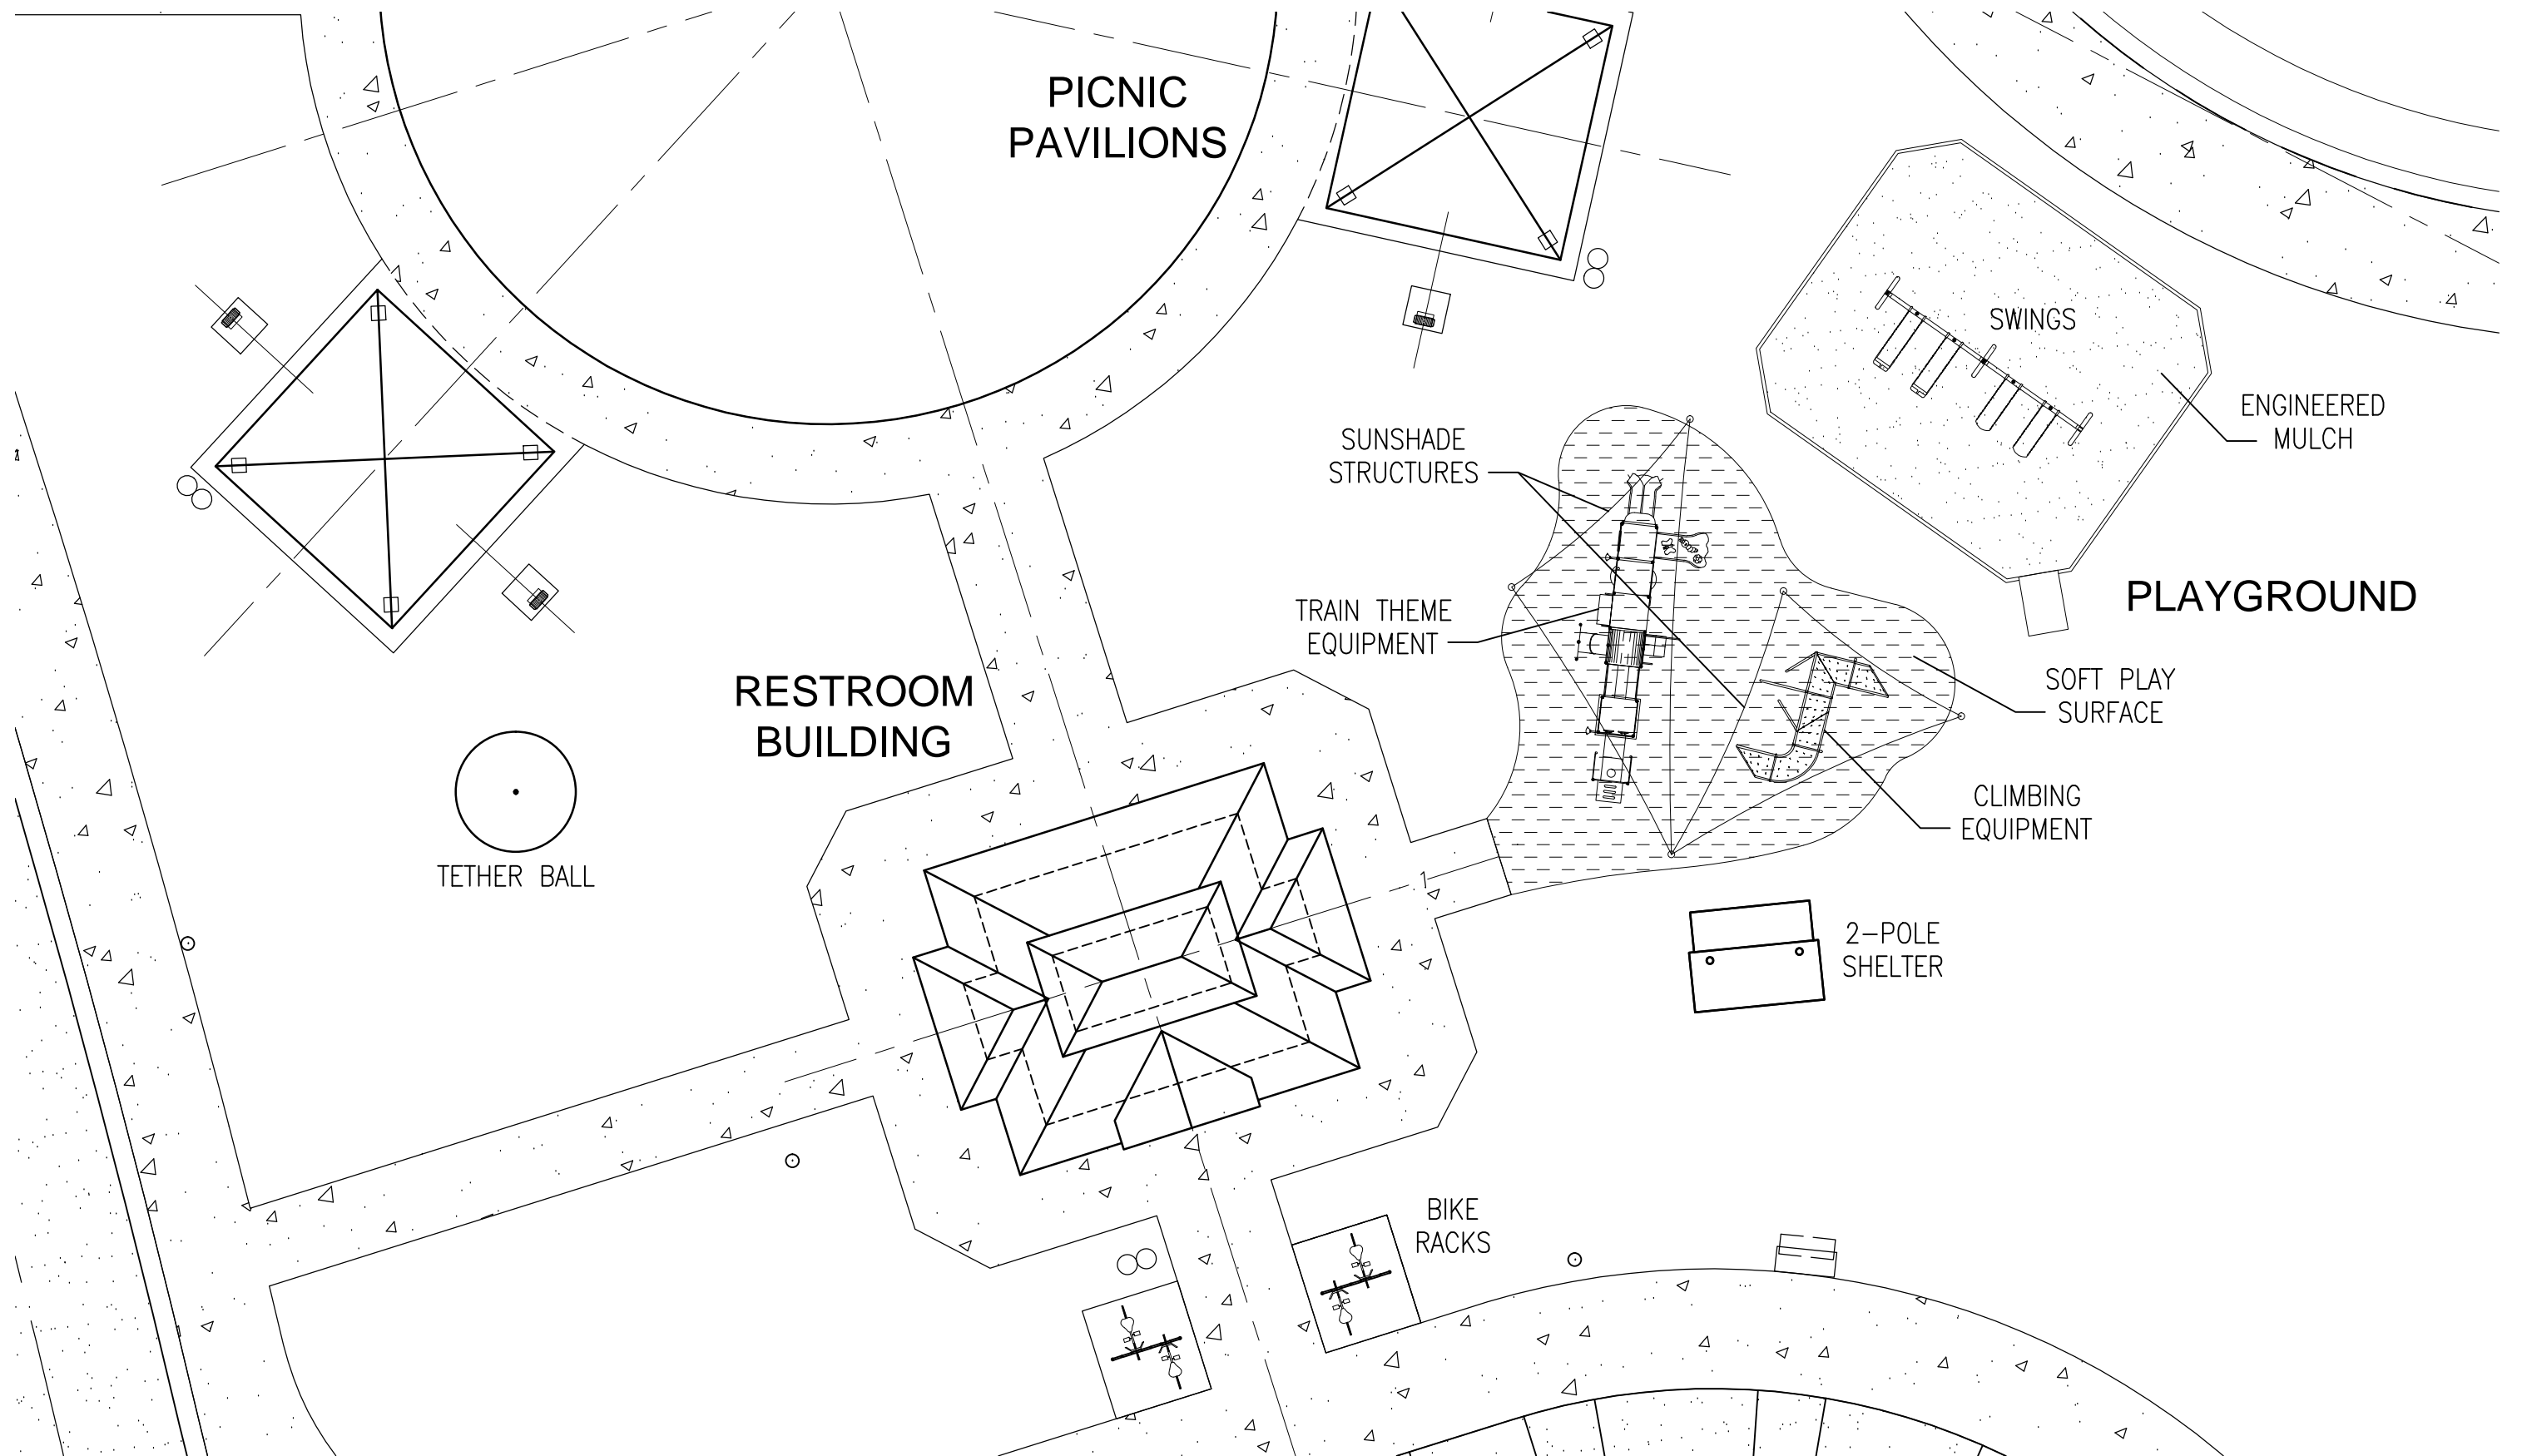 PICNIC
PAVILIONS
SWINGS
ENGINEERED
MULCH
SUNSHADE
STRUCTURES
TRAIN THEME
EQUIPMENT
PLAYGROUND
SOFT PLAY
SURFACE
RESTROOM
BUILDING
CLIMBING
EQUIPMENT
TETHER BALL
2-POLE
SHELTER
BIKE
RACKS